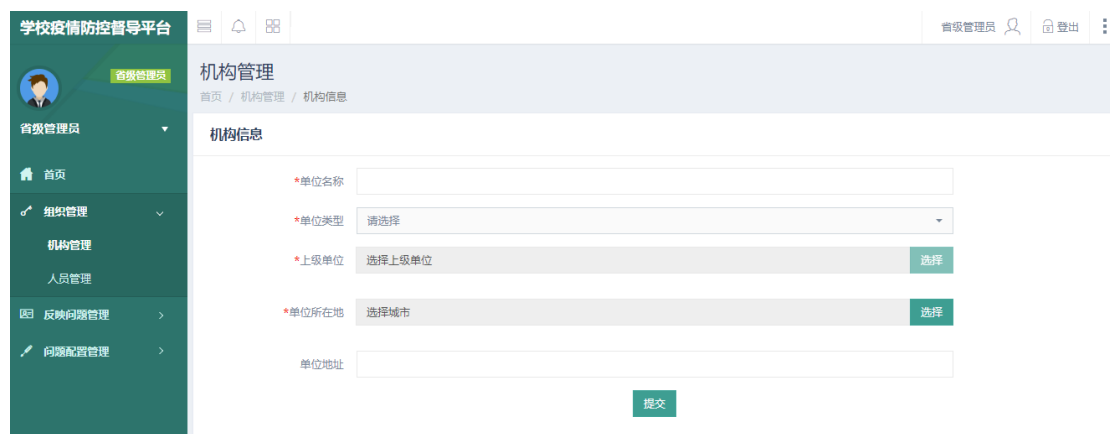 学校疫情防控督导平台
省级管理员
登出
省级管理员
机构管理
首页 / 机构管理 / 机构信息
省级管理员
机构信息
首页
*单位名称
组织管理
*单位类型 请选择
机构管理
*上级单位 选择上级单位 选择
人员管理
反映问题管理
*单位所在地 选择城市 选择
问题配置管理
单位地址
提交